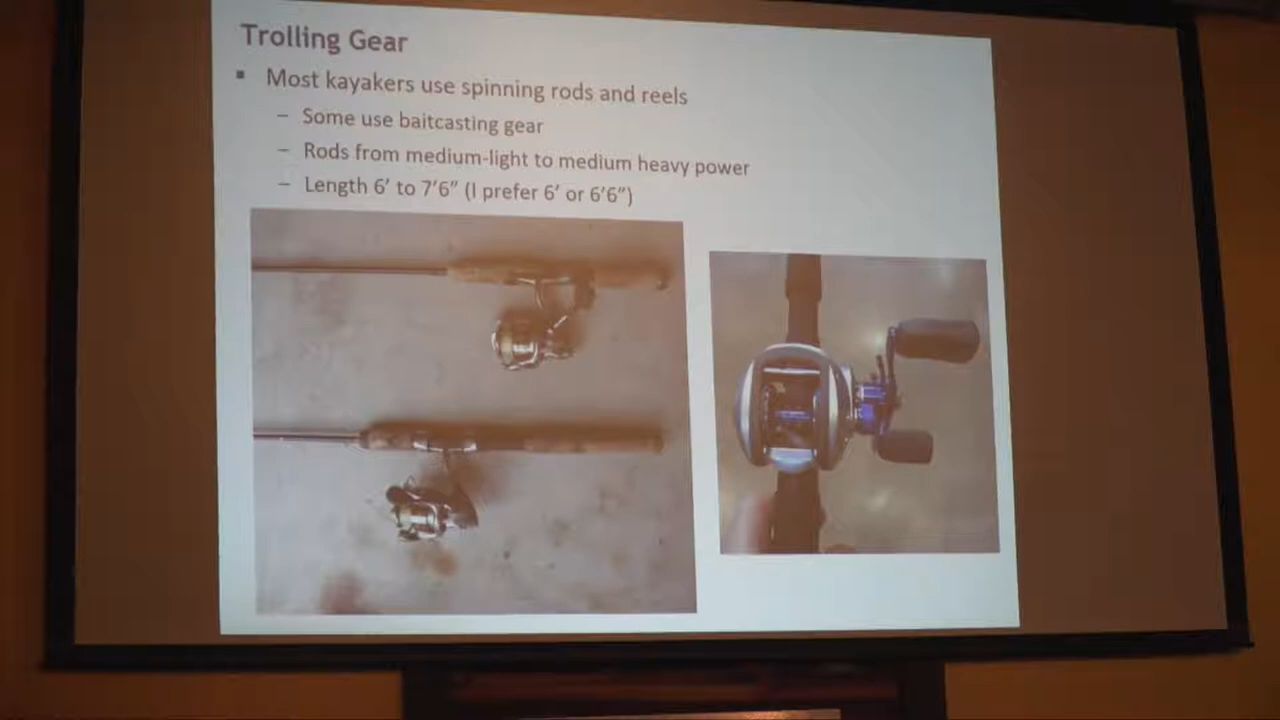 Trolling Gear
▪ Most kayakers use spinning rods and reels
– Some use baitcasting gear
– Rods from medium-light to medium heavy power
– Length 6’ to 7’6” (I prefer 6’ or 6’6”)